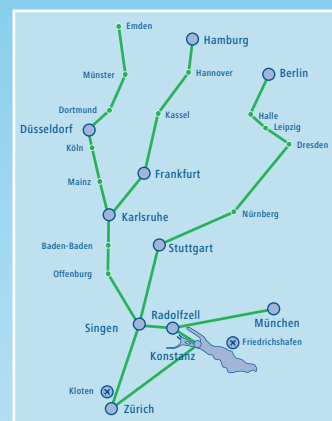 Emden
Hamburg
Münster
Hannover
Berlin
Dortmund
Kassel
Halle
Düsseldorf
Leipzig
Köln
Dresden
Mainz
Frankfurt
Karlsruhe
Nürnberg
Baden-Baden
Stuttgart
Offenburg
Radolfzell
München
Singen
Konstanz
Friedrichshafen
Kloten
Zürich